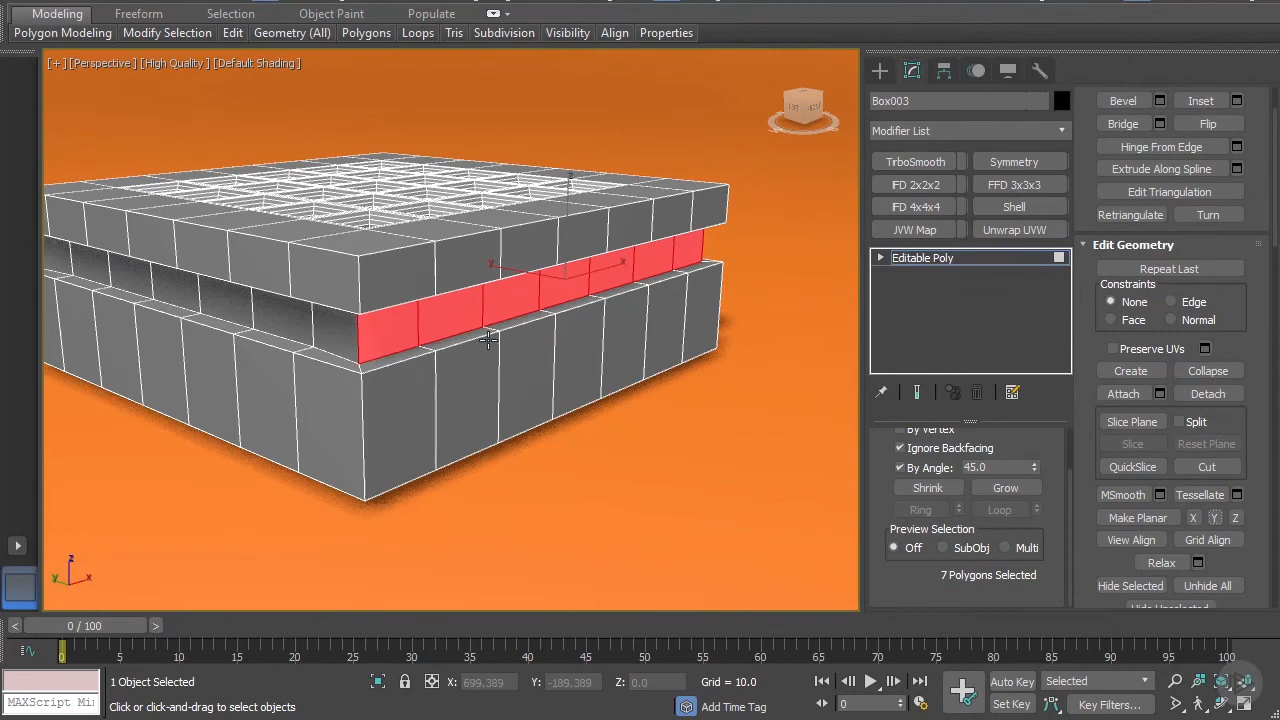 Modeling Freeform Selection Object Paint Populate
Polygon Modeling Modify Selection Edit Geometry (All) Polygons Loops Tris Subdivision Visibility Align Properties
[+] [Perspective] [High Quality] [Default Shading]
Box003
Modifier List
TrboSmooth Symmetry
IFD 2x2x2 FFD 3x3x3
IFD 4x4x4 Shell
JVW Map Unwrap UVW
Editable Poly
By Vertex
Ignore Backfacing
By Angle: 45.0
Shrink Grow
Ring Loop
Preview Selection
Off SubObj Multi
7 Polygons Selected
Bevel Inset
Bridge Flip
Hinge From Edge
Extrude Along Spline
Edit Triangulation
Retriangulate Turn
Edit Geometry
Repeat Last
Constraints
None Edge
Face Normal
Preserve UVs
Create Collapse
Attach Detach
Slice Plane Split
Slice Reset Plane
QuickSlice Cut
MSmooth Tessellate
Make Planar X Y Z
View Align Grid Align
Relax
Hide Selected Unhide All
Hide Unselected
z
y x
z
y x
< 0 / 100 >
0 5 10 15 20 25 30 35 40 45 50 55 60 65 70 75 80 85 90 95 100
1 Object Selected X: 699.389 Y: -189.389 Z: 0.0 Grid = 10.0 Auto Key Selected
MAXScript Mi Click or click-and-drag to select objects Add Time Tag 0 Set Key Key Filters...